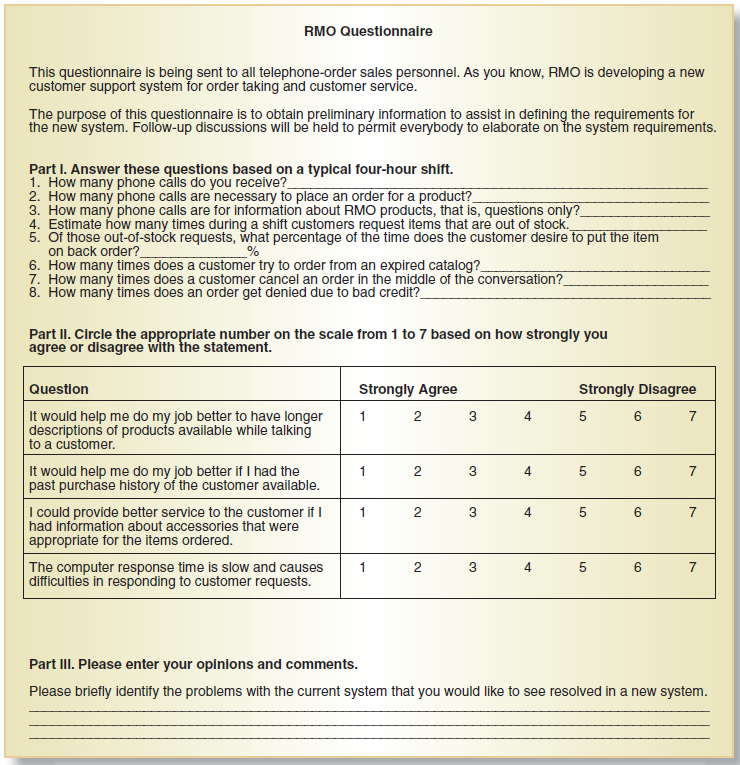 RMO Questionnaire
This questionnaire is being sent to all telephone-order sales personnel. As you know, RMO is developing a new
customer support system for order taking and customer service.
The purpose of this questionnaire is to obtain preliminary information to assist in defining the requirements for
the new system. Follow-up discussions will be held to permit everybody to elaborate on the system requirements.
Part I. Answer these questions based on a typical four-hour shift.
1. How many phone calls do you receive?
2. How many phone calls are necessary to place an order for a product?
3. How many phone calls are for information about RMO products, that is, questions only?
4. Estimate how many times during a shift customers request items that are out of stock.
5. Of those out-of-stock requests, what percentage of the time does the customer desire to put the item
on back order?______________%
6. How many times does a customer try to order from an expired catalog?
7. How many times does a customer cancel an order in the middle of the conversation?
8. How many times does an order get denied due to bad credit?
Part II. Circle the appropriate number on the scale from 1 to 7 based on how strongly you
agree or disagree with the statement.
Question Strongly Agree Strongly Disagree
It would help me do my job better to have longer 1 2 3 4 5 6 7
descriptions of products available while talking
to a customer.
It would help me do my job better if I had the 1 2 3 4 5 6 7
past purchase history of the customer available.
I could provide better service to the customer if I 1 2 3 4 5 6 7
had information about accessories that were
appropriate for the items ordered.
The computer response time is slow and causes 1 2 3 4 5 6 7
difficulties in responding to customer requests.
Part III. Please enter your opinions and comments.
Please briefly identify the problems with the current system that you would like to see resolved in a new system.